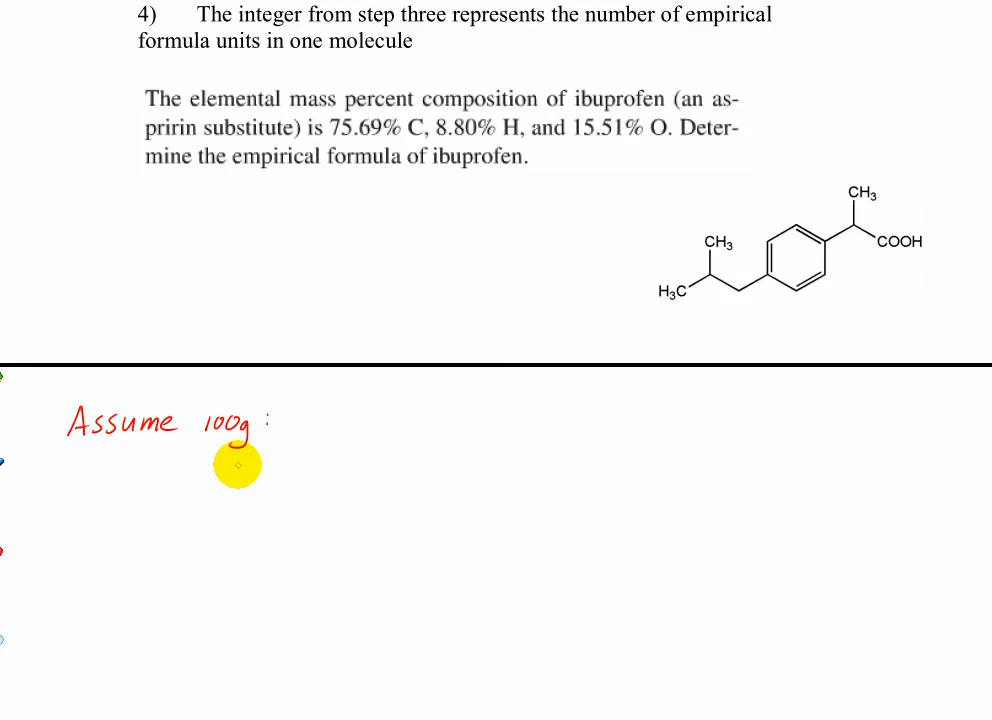 4) The integer from step three represents the number of empirical
formula units in one molecule
The elemental mass percent composition of ibuprofen (an as-
pririn substitute) is 75.69% C, 8.80% H, and 15.51% O. Deter-
mine the empirical formula of ibuprofen.
CH₃
CH₃
COOH
H₃C
Assume 100g :